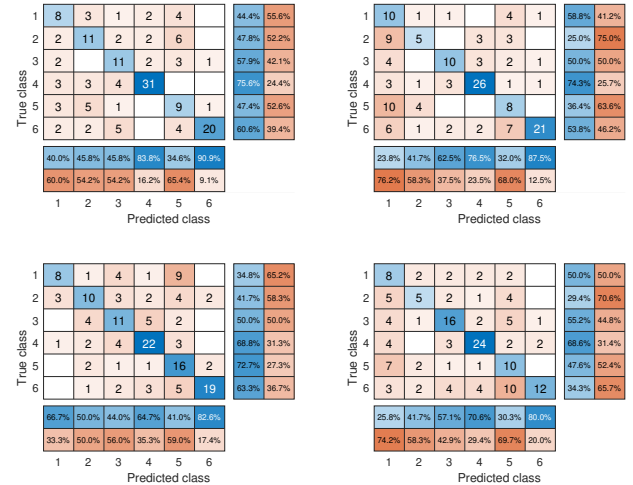 1 8 3 1 2 4 44.4% 55.6%
2 2 11 2 2 6 47.8% 52.2%
3 2 11 2 3 1 57.9% 42.1%
4 3 3 4 31 75.6% 24.4%
5 3 5 1 9 1 47.4% 52.6%
6 2 2 5 4 20 60.6% 39.4%
True class
40.0% 45.8% 45.8% 83.8% 34.6% 90.9%
60.0% 54.2% 54.2% 16.2% 65.4% 9.1%
1 2 3 4 5 6
Predicted class
1 10 1 1 4 1 58.8% 41.2%
2 9 5 3 2 1 25.0% 75.0%
3 4 10 3 2 1 50.0% 50.0%
4 3 1 3 26 1 1 74.3% 25.7%
5 10 4 8 36.4% 63.6%
6 6 1 2 2 7 21 53.8% 46.2%
True class
23.8% 41.7% 62.5% 76.5% 32.0% 87.5%
76.2% 58.3% 37.5% 23.5% 68.0% 12.5%
1 2 3 4 5 6
Predicted class
1 8 1 4 1 9 34.8% 65.2%
2 3 10 3 2 4 2 41.7% 58.3%
3 4 11 5 2 50.0% 50.0%
4 1 2 4 22 3 68.8% 31.3%
5 2 1 1 16 2 72.7% 27.3%
6 1 2 3 5 19 63.3% 36.7%
True class
66.7% 50.0% 44.0% 64.7% 41.0% 82.6%
33.3% 50.0% 56.0% 35.3% 59.0% 17.4%
1 2 3 4 5 6
Predicted class
1 8 2 2 2 2 50.0% 50.0%
2 5 5 2 1 4 29.4% 70.6%
3 4 1 16 2 5 1 55.2% 44.8%
4 4 3 24 2 2 68.6% 31.4%
5 7 2 1 1 10 47.6% 52.4%
6 3 2 4 4 10 12 34.3% 65.7%
True class
25.8% 41.7% 57.1% 70.6% 30.3% 80.0%
74.2% 58.3% 42.9% 29.4% 69.7% 20.0%
1 2 3 4 5 6
Predicted class